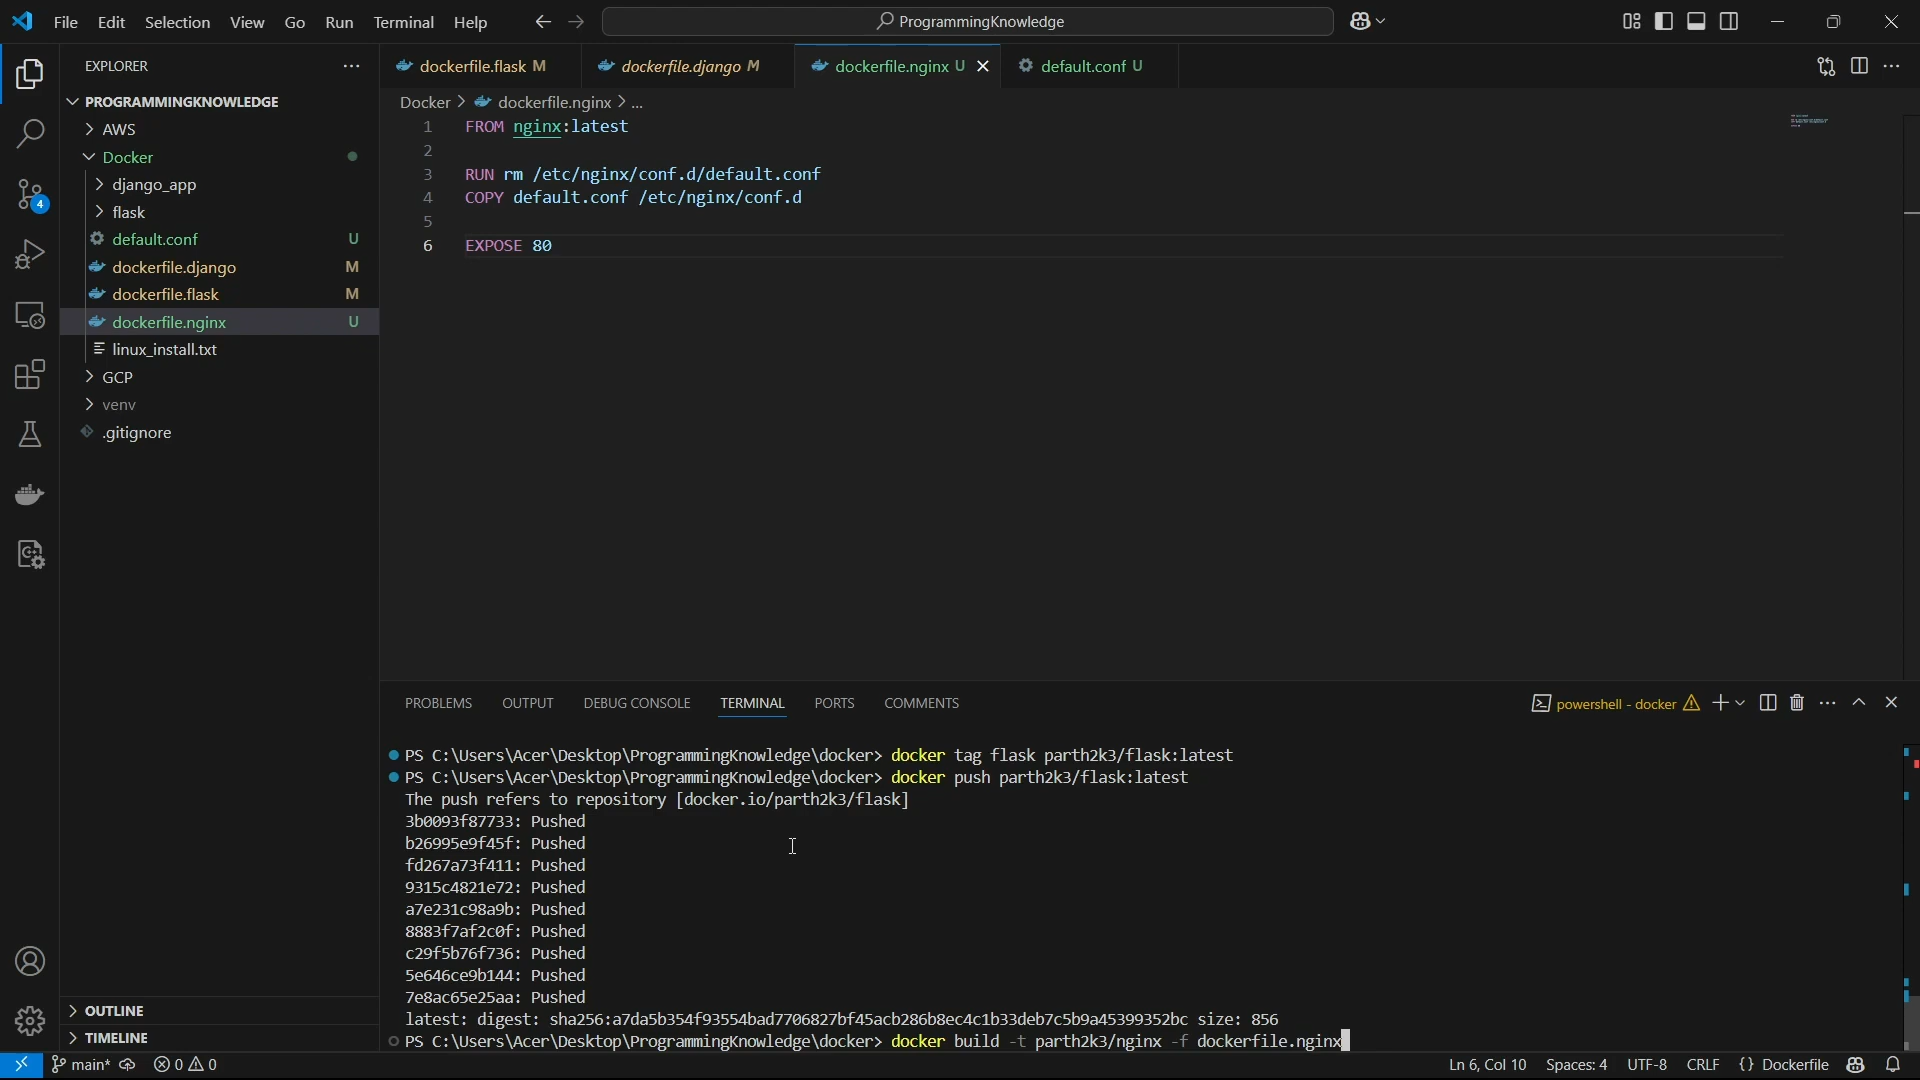 File Edit Selection View Go Run Terminal Help ProgrammingKnowledge
EXPLORER
PROGRAMMINGKNOWLEDGE
AWS
Docker
django_app
flask
default.conf U
dockerfile.django M
dockerfile.flask M
dockerfile.nginx U
linux_install.txt
GCP
venv
.gitignore
OUTLINE
TIMELINE
4
dockerfile.flask M dockerfile.django M dockerfile.nginx U default.conf U
Docker > dockerfile.nginx > ...
1 FROM nginx:latest
2
3 RUN rm /etc/nginx/conf.d/default.conf
4 COPY default.conf /etc/nginx/conf.d
5
6 EXPOSE 80
PROBLEMS OUTPUT DEBUG CONSOLE TERMINAL PORTS COMMENTS powershell - docker
PS C:\Users\Acer\Desktop\ProgrammingKnowledge\docker> docker tag flask parth2k3/flask:latest
PS C:\Users\Acer\Desktop\ProgrammingKnowledge\docker> docker push parth2k3/flask:latest
The push refers to repository [docker.io/parth2k3/flask]
3b0093f87733: Pushed
b26995e9f45f: Pushed
fd267a73f411: Pushed
9315c4821e72: Pushed
a7e231c98a9b: Pushed
8883f7af2c0f: Pushed
c29f5b76f736: Pushed
5e646ce9b144: Pushed
7e8ac65e25aa: Pushed
latest: digest: sha256:a7da5b354f93554bad7706827bf45acb286b8ec4c1b33deb7c5b9a45399352bc size: 856
PS C:\Users\Acer\Desktop\ProgrammingKnowledge\docker> docker build -t parth2k3/nginx -f dockerfile.nginx
main* 0 0 Ln 6, Col 10 Spaces: 4 UTF-8 CRLF {} Dockerfile